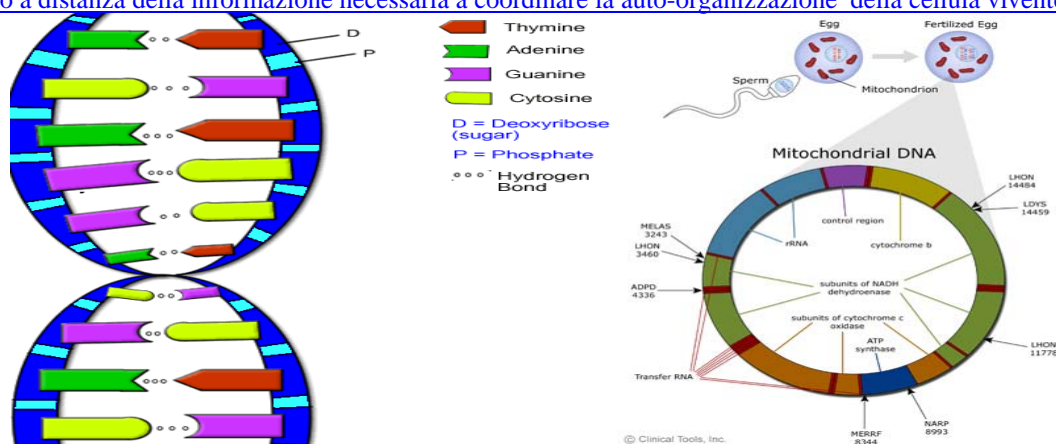 o a distanza della informazione necessaria a coordinare la auto-organizzazione della cellula vivente
D
P
Thymine
Adenine
Guanine
Cytosine
D = Deoxyribose
(sugar)
P = Phosphate
Hydrogen
Bond
Egg
Fertilized Egg
Sperm
Mitochondrion
Mitochondrial DNA
control region
rRNA
cytochrome b
LHON
14484
LDYS
14459
MELAS
3243
LHON
3460
ADPD
4336
subunits of NADH
dehydroenase
subunits of cytochrome c
oxidase
ATP
synthase
Transfer RNA
LHON
11778
NARP
8993
MERRF
8344
© Clinical Tools, Inc.